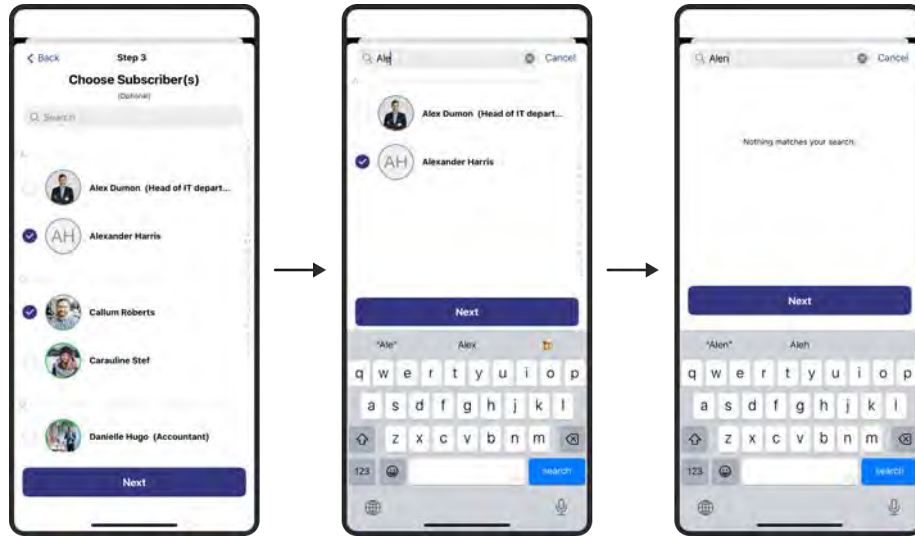 Back
Step 3
Choose Subscriber(s)
(Optional)
Search
A
Alex Dumon (Head of IT depart...
AH
Alexander Harris
Callum Roberts
Carauline Stef
Danielle Hugo (Accountant)
Next
Ale
Cancel
Alex Dumon (Head of IT depart...
AH
Alexander Harris
Next
"Ale"
Alex
q w e r t y u i o p
a s d f g h j k l
z x c v b n m
123
search
Alen
Cancel
Nothing matches your search.
Next
"Alen"
Aleh
q w e r t y u i o p
a s d f g h j k l
z x c v b n m
123
search